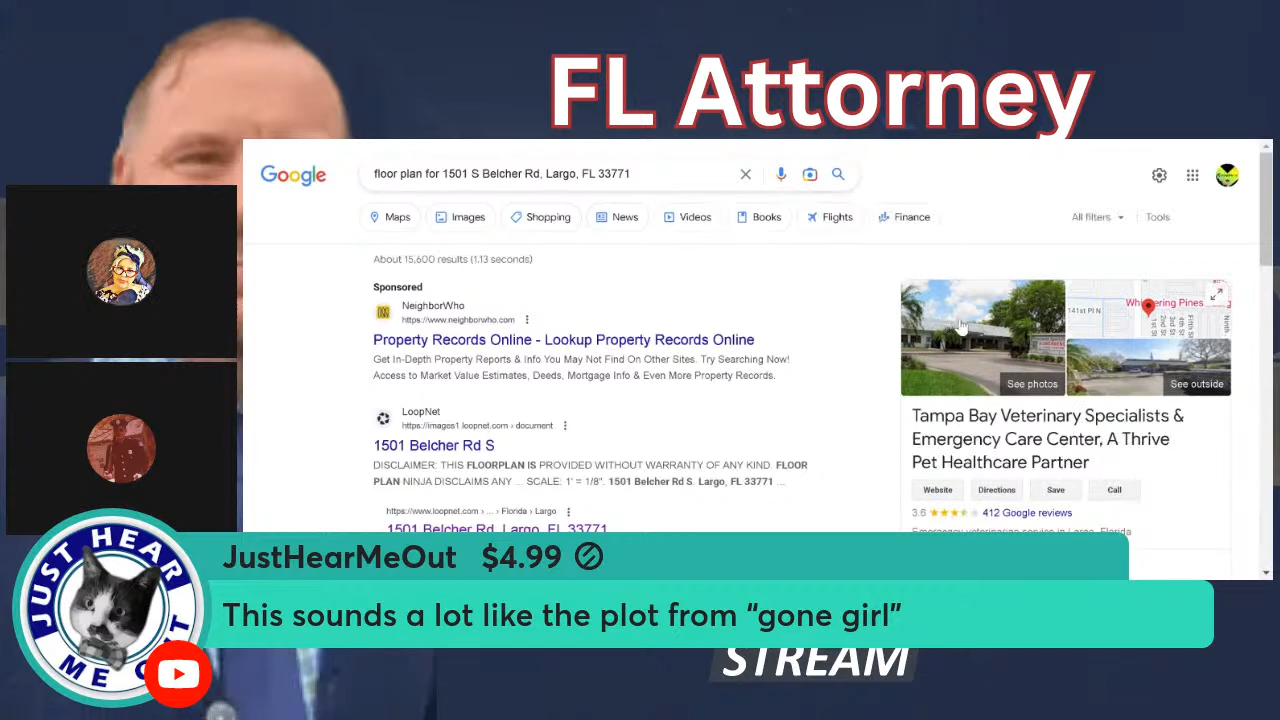 FL Attorney
Google
floor plan for 1501 S Belcher Rd, Largo, FL 33771
Maps
Images
Shopping
News
Videos
Books
Flights
Finance
All filters
Tools
About 15,600 results (1.13 seconds)
Sponsored
NeighborWho
https://www.neighborwho.com
Property Records Online - Lookup Property Records Online
Get In-Depth Property Reports & Info You May Not Find On Other Sites. Try Searching Now!
Access to Market Value Estimates, Deeds, Mortgage Info & Even More Property Records.
LoopNet
https://images1.loopnet.com › document
1501 Belcher Rd S
DISCLAIMER: THIS FLOORPLAN IS PROVIDED WITHOUT WARRANTY OF ANY KIND. FLOOR
PLAN NINJA DISCLAIMS ANY ... SCALE: 1' = 1/8". 1501 Belcher Rd S. Largo, FL 33771 ...
https://www.loopnet.com › ... › Florida › Largo
1501 Belcher Rd, Largo, FL 33771
141st Pl N
See photos
See outside
Tampa Bay Veterinary Specialists &
Emergency Care Center, A Thrive
Pet Healthcare Partner
Website
Directions
Save
Call
3.6
412 Google reviews
Emergency veterinarian service in Largo, Florida
JUST HEAR
ME OUT
JustHearMeOut $4.99
This sounds a lot like the plot from “gone girl”
STREAM